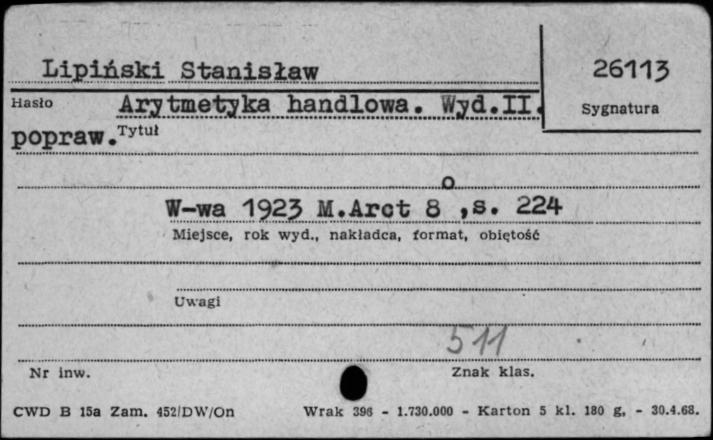 Lipiński Stanisław
26113
Hasło
Arytmetyka handlowa. Wyd.II.
Sygnatura
popraw.
Tytuł
W-wa 1923 M.Arct 8o,s. 224
Miejsce, rok wyd., nakładca, format, objętość
Uwagi
511
Nr inw.
Znak klas.
CWD B 15a Zam. 452/DW/On Wrak 396 - 1.730.000 - Karton 5 kl. 180 g. - 30.4.68.